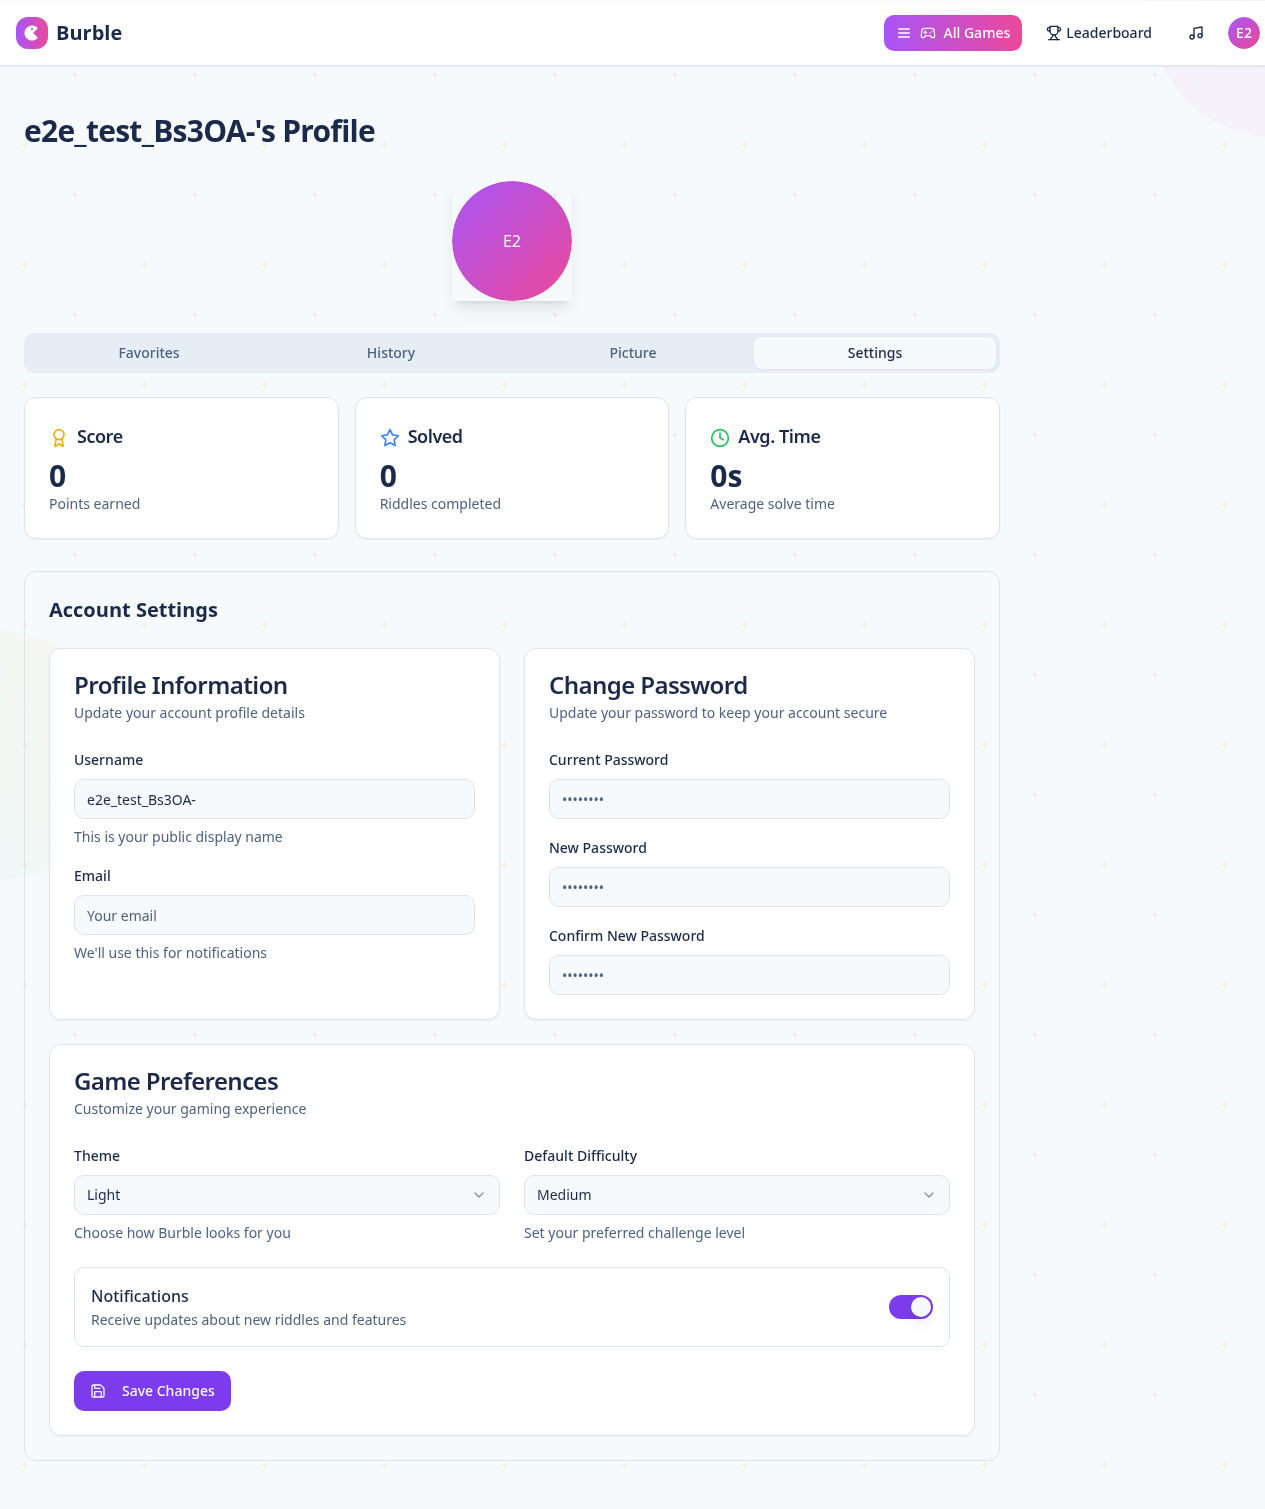 Burble
All Games
Leaderboard
E2
e2e_test_Bs3OA-'s Profile
E2
Favorites
History
Picture
Settings
Score
0
Points earned
Solved
0
Riddles completed
Avg. Time
0s
Average solve time
Account Settings
Profile Information
Update your account profile details
Username
e2e_test_Bs3OA-
This is your public display name
Email
Your email
We'll use this for notifications
Change Password
Update your password to keep your account secure
Current Password
••••••••
New Password
••••••••
Confirm New Password
••••••••
Game Preferences
Customize your gaming experience
Theme
Light
Choose how Burble looks for you
Default Difficulty
Medium
Set your preferred challenge level
Notifications
Receive updates about new riddles and features
Save Changes